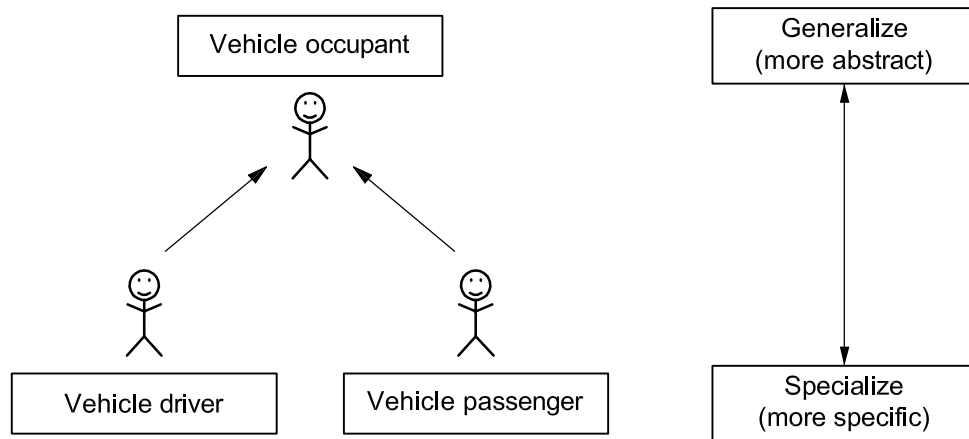 Vehicle occupant
Generalize
(more abstract)
Vehicle driver
Vehicle passenger
Specialize
(more specific)